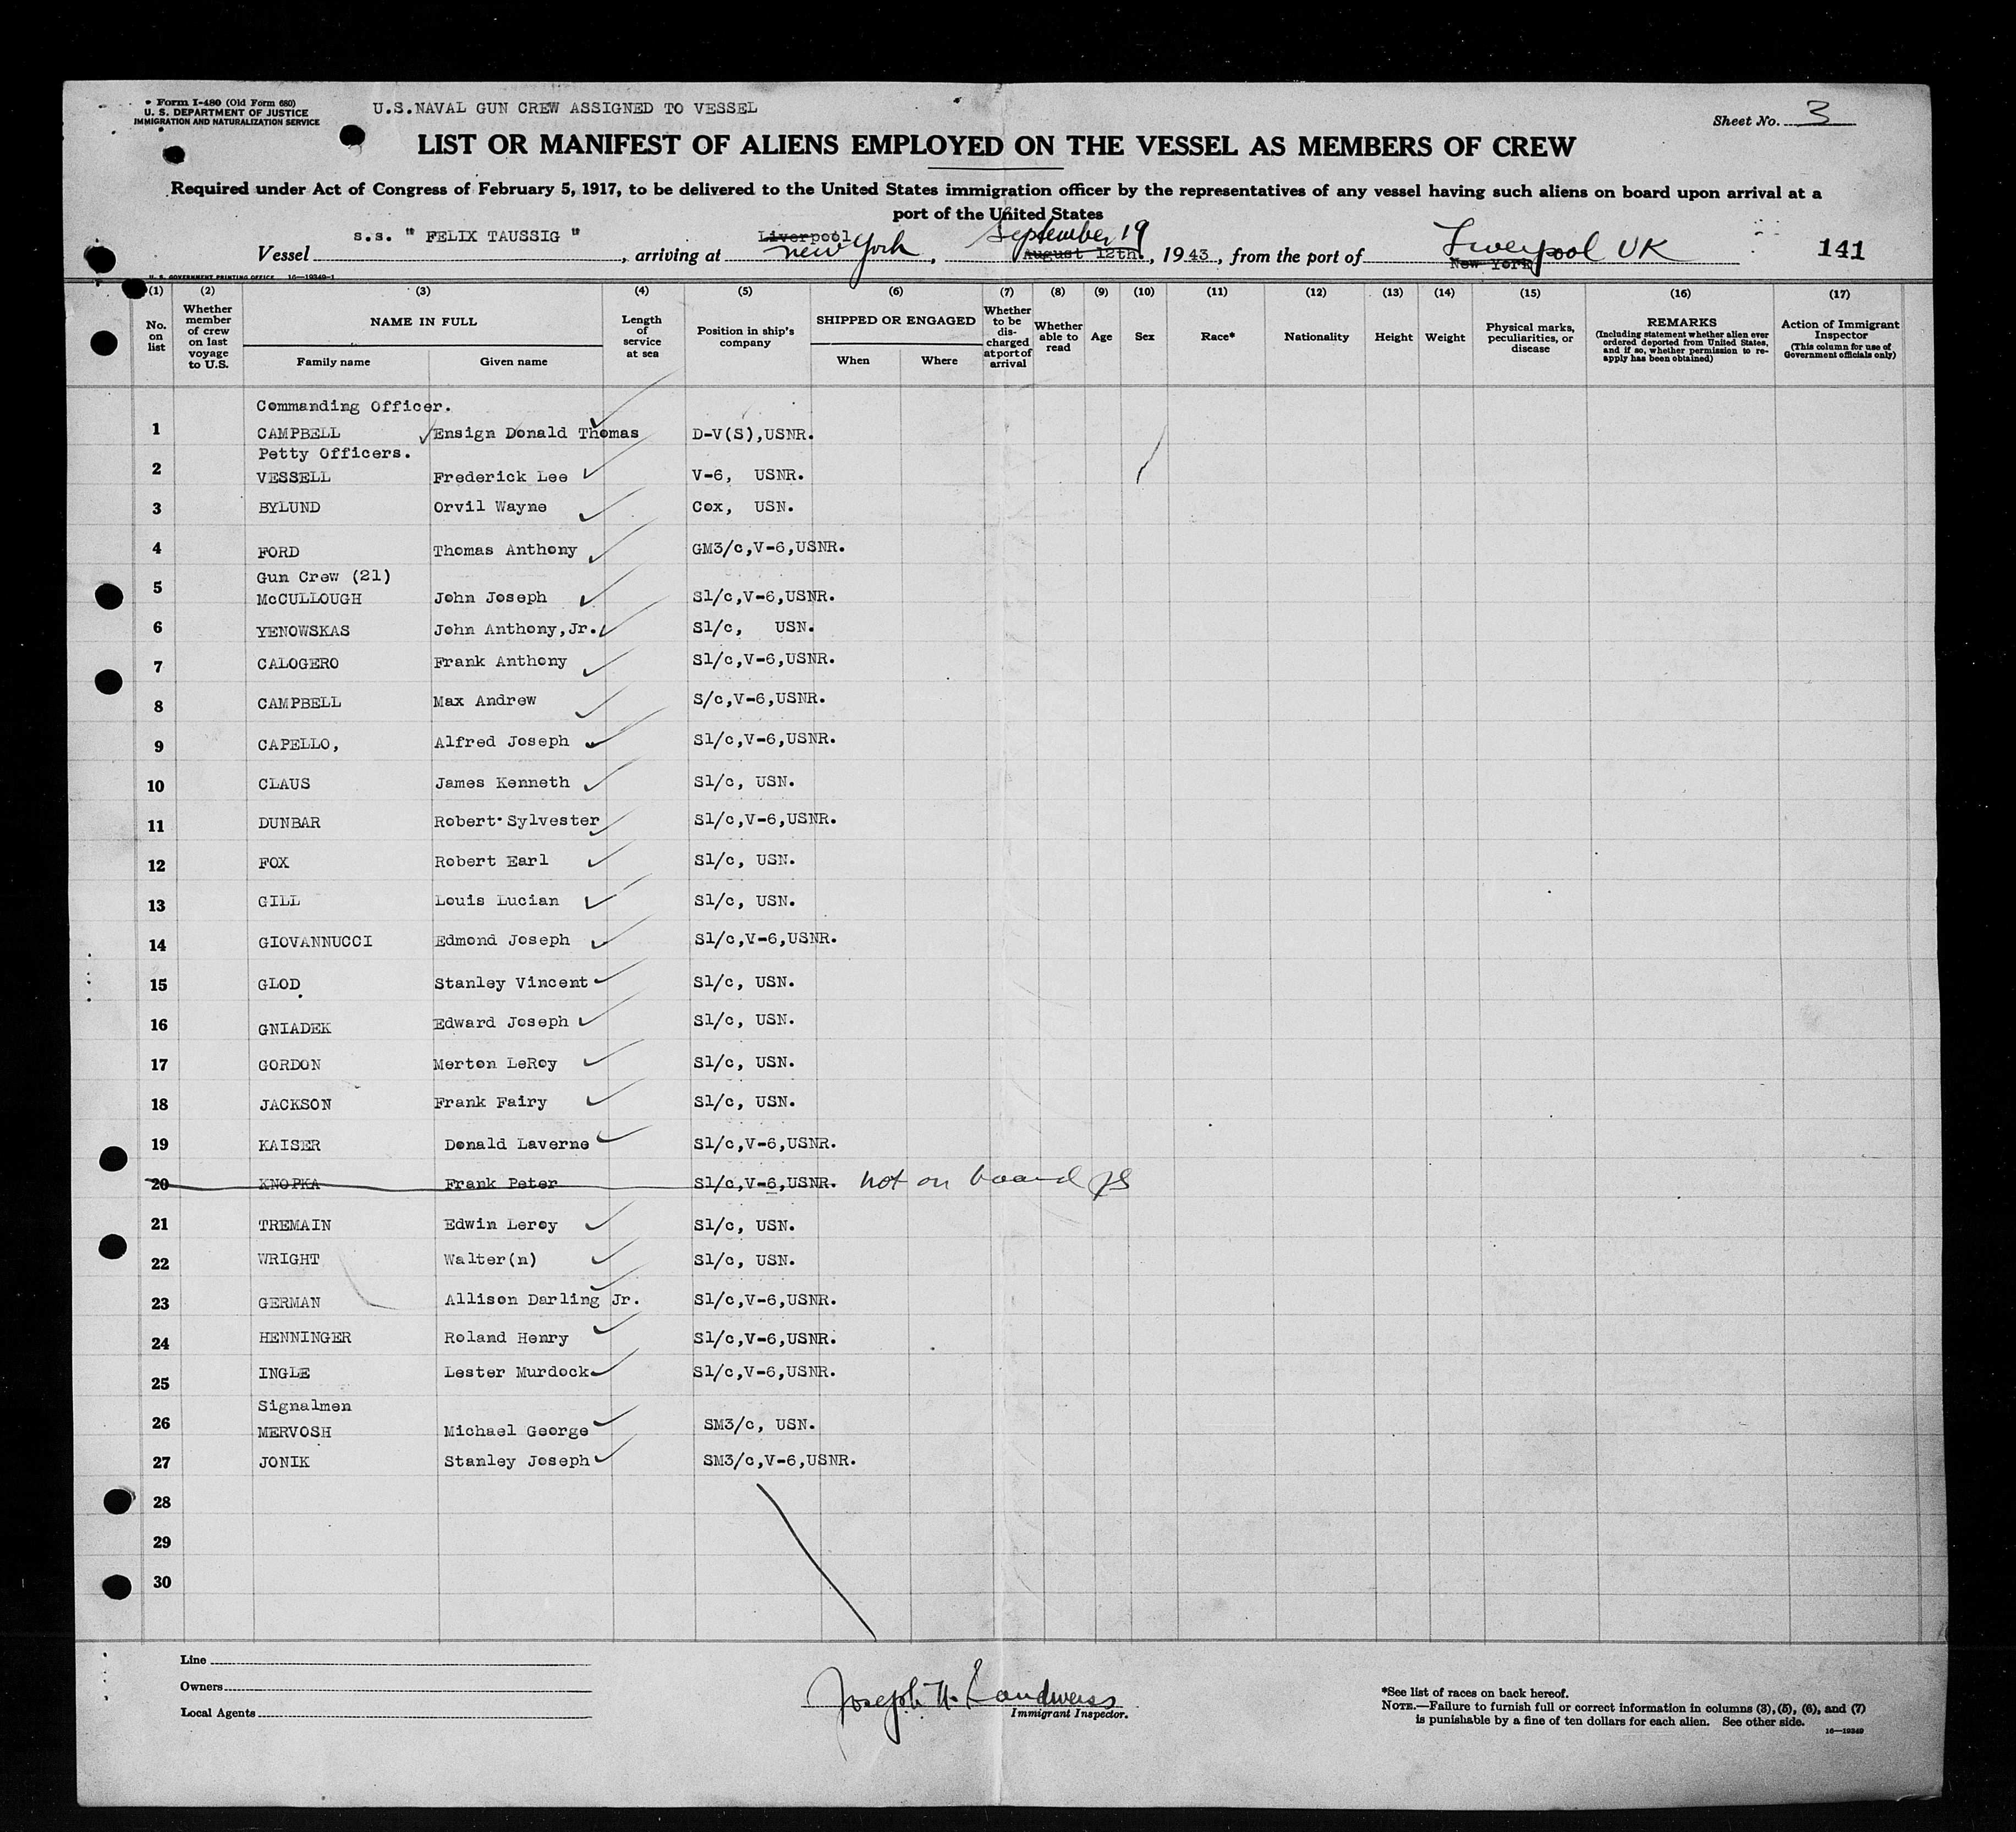 Form I-480 (Old Form 680)
U. S. DEPARTMENT OF JUSTICE
IMMIGRATION AND NATURALIZATION SERVICE
U.S.NAVAL GUN CREW ASSIGNED TO VESSEL
Sheet No. 3
LIST OR MANIFEST OF ALIENS EMPLOYED ON THE VESSEL AS MEMBERS OF CREW
Required under Act of Congress of February 5, 1917, to be delivered to the United States immigration officer by the representatives of any vessel having such aliens on board upon arrival at a
port of the United States
Vessel s.s. " FELIX TAUSSIG ", arriving at Liverpool New York, September 19 August 12th, 1943, from the port of New York Liverpool UK 141
U. S. GOVERNMENT PRINTING OFFICE 16—19349-1
(1) (2) (3) (4) (5) (6) (7) (8) (9) (10) (11) (12) (13) (14) (15) (16) (17)
No. on list
Whether member of crew on last voyage to U.S.
NAME IN FULL
Family name
Given name
Length of service at sea
Position in ship's company
SHIPPED OR ENGAGED
When
Where
Whether to be discharged at port of arrival
Whether able to read
Age
Sex
Race*
Nationality
Height
Weight
Physical marks, peculiarities, or disease
REMARKS
(Including statement whether alien ever ordered deported from United States, and if so, whether permission to reapply has been obtained)
Action of Immigrant Inspector
(This column for use of Government officials only)
Commanding Officer.
1 CAMPBELL Ensign Donald Thomas D-V(S),USNR.
Petty Officers.
2 VESSELL Frederick Lee V-6, USNR.
3 BYLUND Orvil Wayne Cox, USN.
4 FORD Thomas Anthony GM3/c,V-6,USNR.
Gun Crew (21)
5 McCULLOUGH John Joseph S1/c,V-6,USNR.
6 YENOWSKAS John Anthony,Jr. S1/c, USN.
7 CALOGERO Frank Anthony S1/c,V-6,USNR.
8 CAMPBELL Max Andrew S/c,V-6,USNR.
9 CAPELLO, Alfred Joseph S1/c,V-6,USNR.
10 CLAUS James Kenneth S1/c, USN.
11 DUNBAR Robert Sylvester S1/c,V-6,USNR.
12 FOX Robert Earl S1/c, USN.
13 GILL Louis Lucian S1/c, USN.
14 GIOVANNUCCI Edmond Joseph S1/c,V-6,USNR.
15 GLOD Stanley Vincent S1/c, USN.
16 GNIADEK Edward Joseph S1/c, USN.
17 GORDON Merton LeRoy S1/c, USN.
18 JACKSON Frank Fairy S1/c, USN.
19 KAISER Donald Laverne S1/c,V-6,USNR.
20 KNOPKA Frank Peter S1/c,V-6,USNR. not on board
21 TREMAIN Edwin Leroy S1/c, USN.
22 WRIGHT Walter(n) S1/c, USN.
23 GERMAN Allison Darling Jr. S1/c,V-6,USNR.
24 HENNINGER Roland Henry S1/c,V-6,USNR.
25 INGLE Lester Murdock S1/c,V-6,USNR.
Signalmen
26 MERVOSH Michael George SM3/c, USN.
27 JONIK Stanley Joseph SM3/c,V-6,USNR.
28
29
30
Line
Owners
Local Agents
Joseph
Immigrant Inspector.
*See list of races on back hereof.
NOTE.—Failure to furnish full or correct information in columns (3), (5), (6), and (7)
is punishable by a fine of ten dollars for each alien. See other side.
16—19349